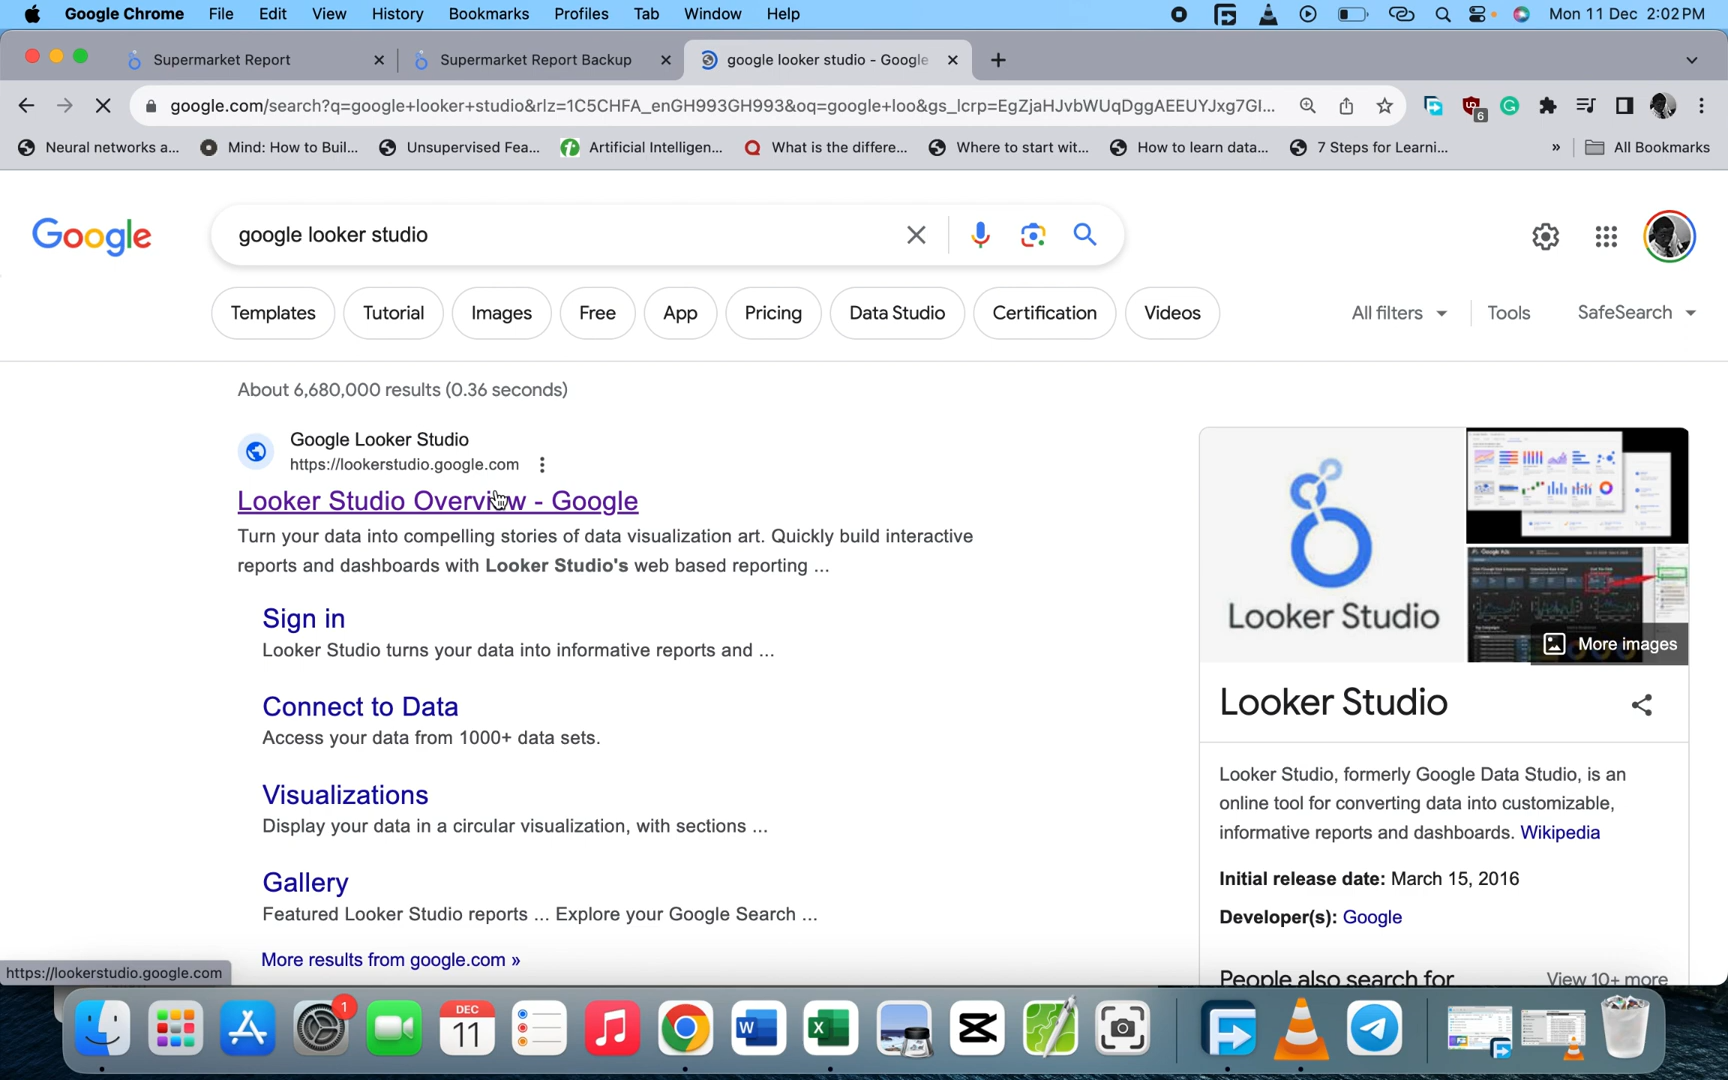 Google Chrome File Edit View History Bookmarks Profiles Tab Window Help Mon 11 Dec 2:02 PM
Supermarket Report Supermarket Report Backup google looker studio - Google
google.com/search?q=google+looker+studio&rlz=1C5CHFA_enGH993GH993&oq=google+loo&gs_lcrp=EgZjaHJvbWUqDggAEEUYJxg7GI... 6
Neural networks a... Mind: How to Buil... Unsupervised Fea... Artificial Intelligen... What is the differe... Where to start wit... How to learn data... 7 Steps for Learni... » All Bookmarks
Google google looker studio
Templates Tutorial Images Free App Pricing Data Studio Certification Videos All filters Tools SafeSearch
About 6,680,000 results (0.36 seconds)
Google Looker Studio
https://lookerstudio.google.com
Looker Studio Overview - Google
Turn your data into compelling stories of data visualization art. Quickly build interactive
reports and dashboards with Looker Studio's web based reporting ...
Sign in
Looker Studio turns your data into informative reports and ...
Connect to Data
Access your data from 1000+ data sets.
Visualizations
Display your data in a circular visualization, with sections ...
Gallery
Featured Looker Studio reports ... Explore your Google Search ...
More results from google.com »
Looker Studio
More images
Looker Studio
Looker Studio, formerly Google Data Studio, is an
online tool for converting data into customizable,
informative reports and dashboards. Wikipedia
Initial release date: March 15, 2016
Developer(s): Google
People also search for View 10+ more
https://lookerstudio.google.com
1
DEC
11
W
X